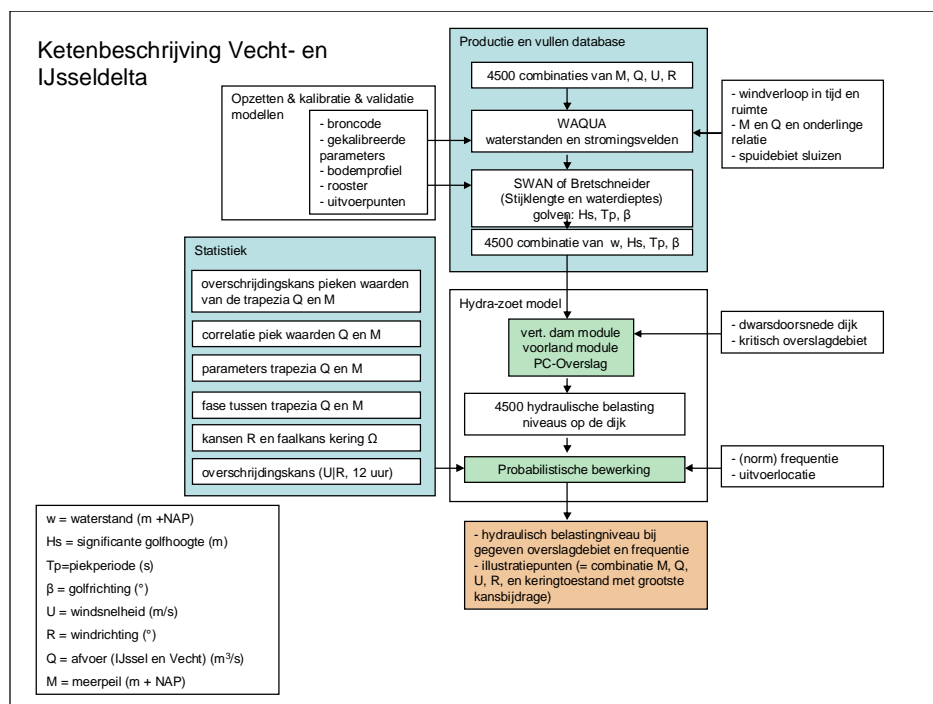 Ketenbeschrijving Vecht- en
IJsseldelta
Productie en vullen database
4500 combinaties van M, Q, U, R
WAQUA
waterstanden en stromingsvelden
SWAN of Bretschneider
(Stijklengte en waterdieptes)
golven: Hs, Tp, β
4500 combinatie van w, Hs, Tp, β
Opzetten & kalibratie & validatie
modellen
- broncode
- gekalibreerde
parameters
- bodemprofiel
- rooster
- uitvoerpunten
- windverloop in tijd en
ruimte
- M en Q en onderlinge
relatie
- spuidebiet sluizen
Statistiek
overschrijdingskans pieken waarden
van de trapezia Q en M
correlatie piek waarden Q en M
parameters trapezia Q en M
fase tussen trapezia Q en M
kansen R en faalkans kering Ω
overschrijdingskans (U|R, 12 uur)
Hydra-zoet model
vert. dam module
voorland module
PC-Overslag
4500 hydraulische belasting
niveaus op de dijk
Probabilistische bewerking
- dwarsdoorsnede dijk
- kritisch overslagdebiet
- (norm) frequentie
- uitvoerlocatie
- hydraulisch belastingniveau bij
gegeven overslagdebiet en frequentie
- illustratiepunten (= combinatie M, Q,
U, R, en keringtoestand met grootste
kansbijdrage)
w = waterstand (m +NAP)
Hs = significante golfhoogte (m)
Tp=piekperiode (s)
β = golfrichting (°)
U = windsnelheid (m/s)
R = windrichting (°)
Q = afvoer (IJssel en Vecht) (m³/s)
M = meerpeil (m + NAP)